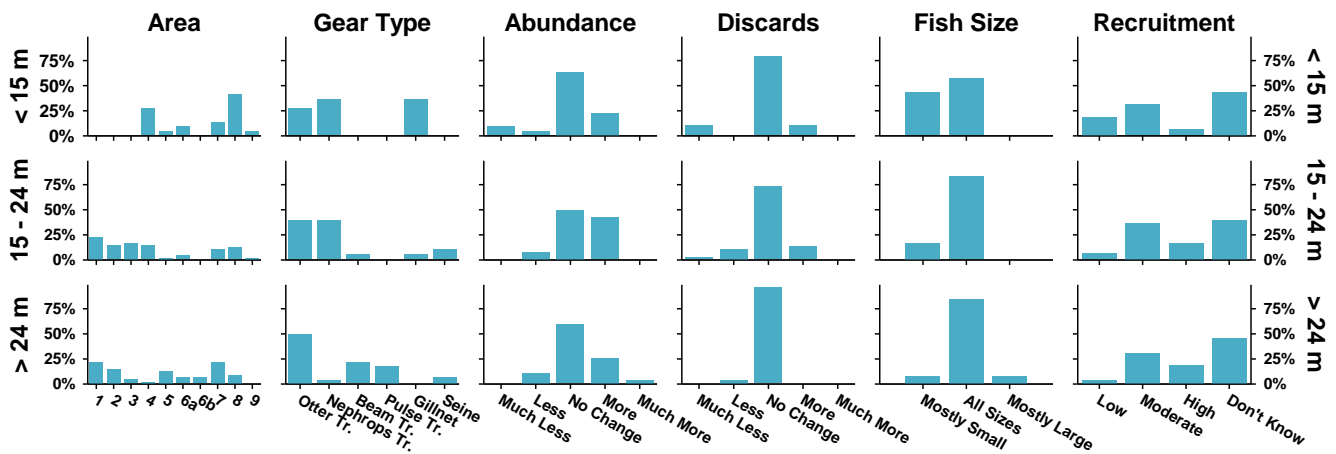 Area Gear Type Abundance Discards Fish Size Recruitment
< 15 m
75% 75%
50% 50%
25% 25%
0% 0%
< 15 m
15 - 24 m
75% 75%
50% 50%
25% 25%
0% 0%
15 - 24 m
> 24 m
75% 75%
50% 50%
25% 25%
0% 0%
> 24 m
1 2 3 4 5 6a 6b 7 8 9
Otter Tr. Nephrops Tr. Beam Tr. Pulse Tr. Gillnet Seine
Much Less Less No Change More Much More
Much Less Less No Change More Much More
Mostly Small All Sizes Mostly Large
Low Moderate High Don't Know